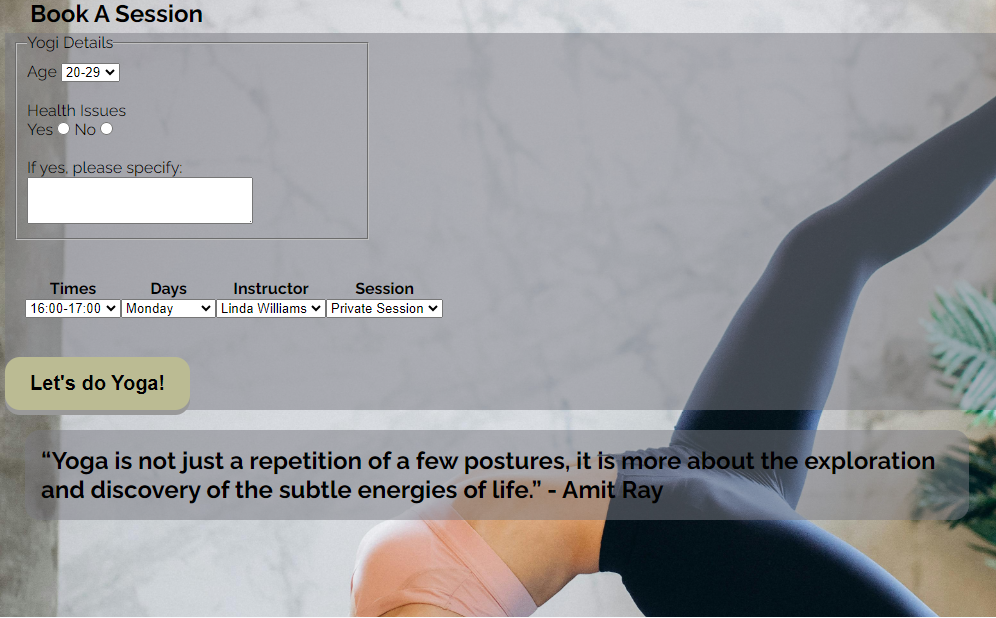 Book A Session
Yogi Details
Age 20-29
Health Issues
Yes No
If yes, please specify:
Times Days Instructor Session
16:00-17:00 Monday Linda Williams Private Session
Let's do Yoga!
“Yoga is not just a repetition of a few postures, it is more about the exploration
and discovery of the subtle energies of life.” - Amit Ray